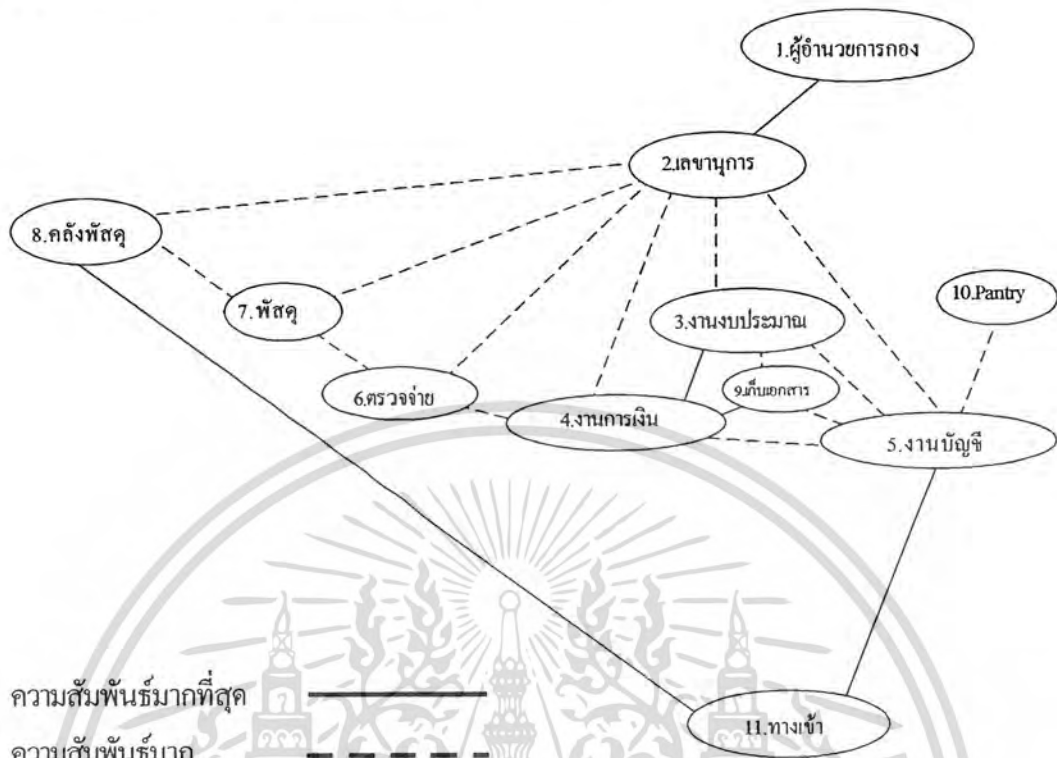 1.ผู้อำนวยการกอง
2.เลขานุการ
8.คลังพัสดุ
7.พัสดุ
10.Pantry
3.งานงบประมาณ
6.ตรวจจ่าย
9.เก็บเอกสาร
4.งานการเงิน
5.งานบัญชี
ความสัมพันธ์มากที่สุด
11.ทางเข้า
ความสัมพันธ์มาก